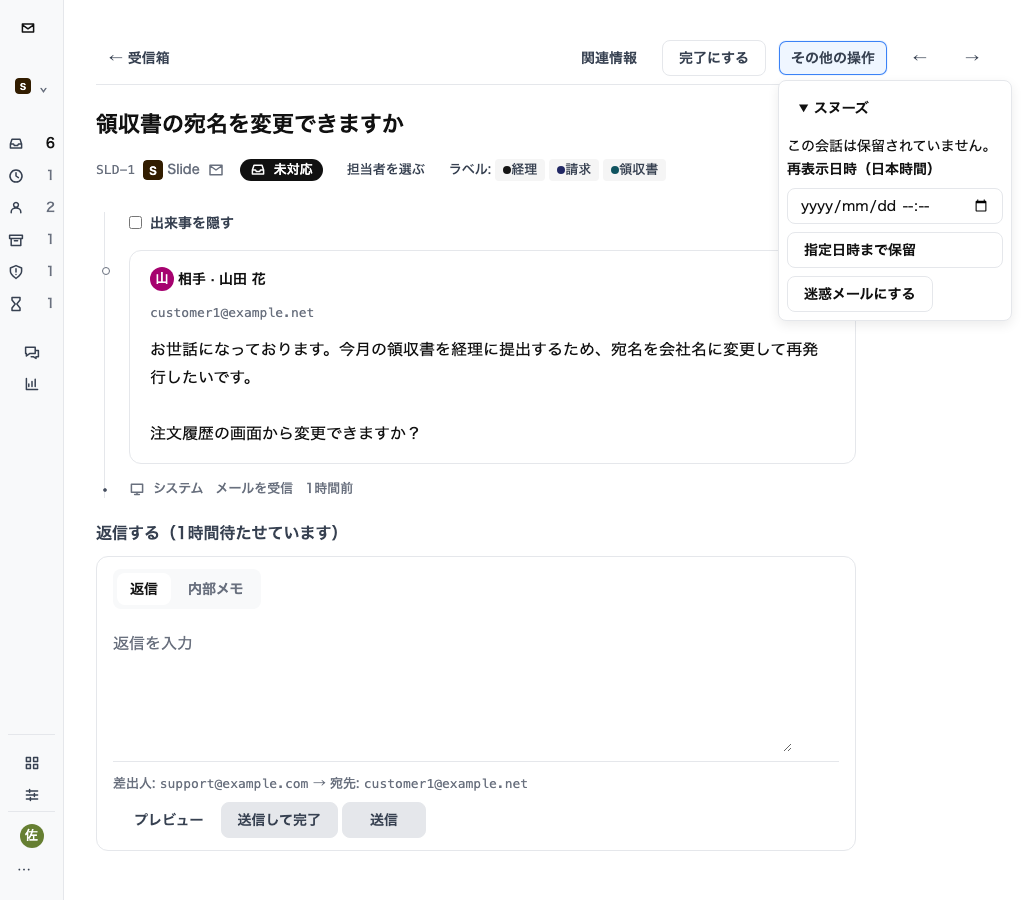 ← 受信箱
関連情報
完了にする
その他の操作
←
→
S
6
1
2
1
1
1
▼ スヌーズ
この会話は保留されていません。
再表示日時（日本時間）
yyyy/mm/dd --:--
指定日時まで保留
迷惑メールにする
領収書の宛名を変更できますか
SLD-1 S Slide 未対応 担当者を選ぶ ラベル: 経理 請求 領収書
出来事を隠す
山 相手 · 山田 花
customer1@example.net
お世話になっております。今月の領収書を経理に提出するため、宛名を会社名に変更して再発
行したいです。
注文履歴の画面から変更できますか？
システム メールを受信 1時間前
返信する（1時間待たせています）
返信 内部メモ
返信を入力
差出人: support@example.com → 宛先: customer1@example.net
プレビュー 送信して完了 送信
佐
…